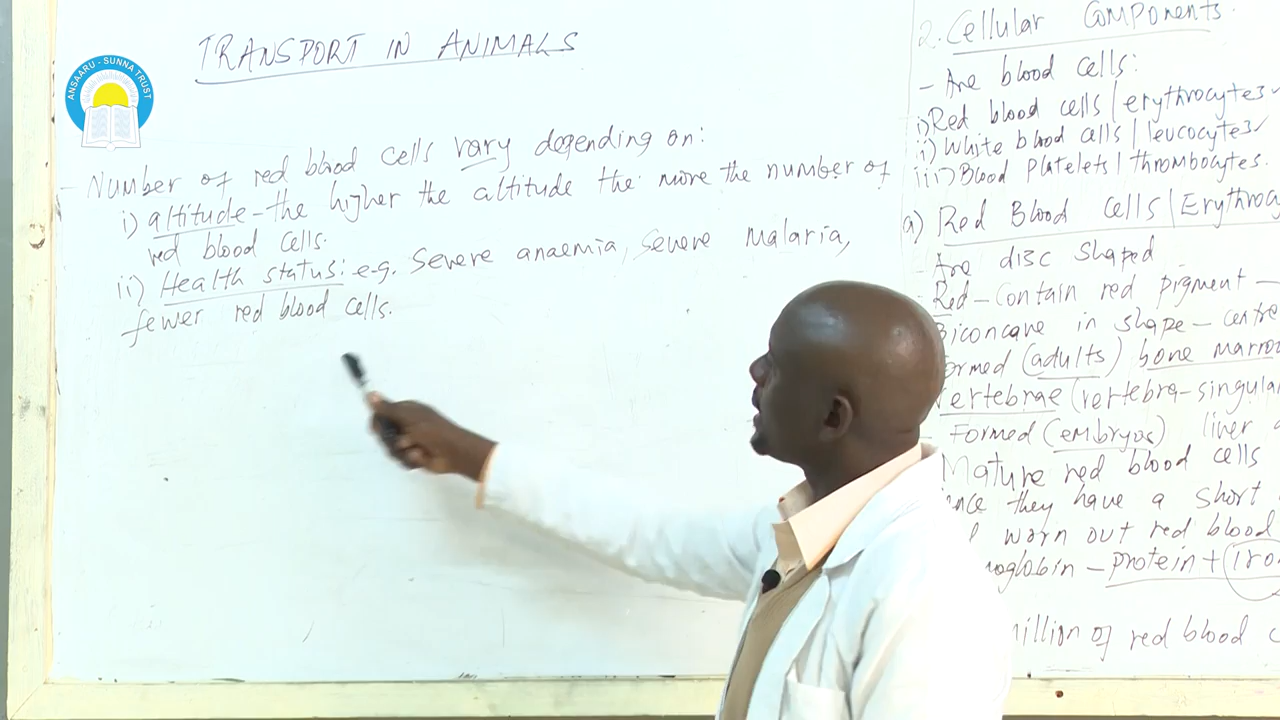 ANSAARU - SUNNA TRUST
TRANSPORT IN ANIMALS
- Number of red blood cells vary depending on:
i) altitude - the higher the altitude the more the number of
red blood cells.
ii) Health status: e.g. Severe anaemia, severe Malaria,
fewer red blood cells.
2. Cellular Components.
- Are blood cells:
i) Red blood cells / erythrocytes
ii) White blood cells / leucocytes
iii) Blood Platelets / thrombocytes.
a) Red Blood Cells / Erythroc
- Are disc shaped
- Red - Contain red pigment -
Biconcave in shape - centre
ormed (adults) bone marro
ertebrae (vertebra - singular
- Formed (embryos) liver
Mature red blood cells
ence they have a short
worn out red blood
moglobin - protein + Iro
million of red blood c